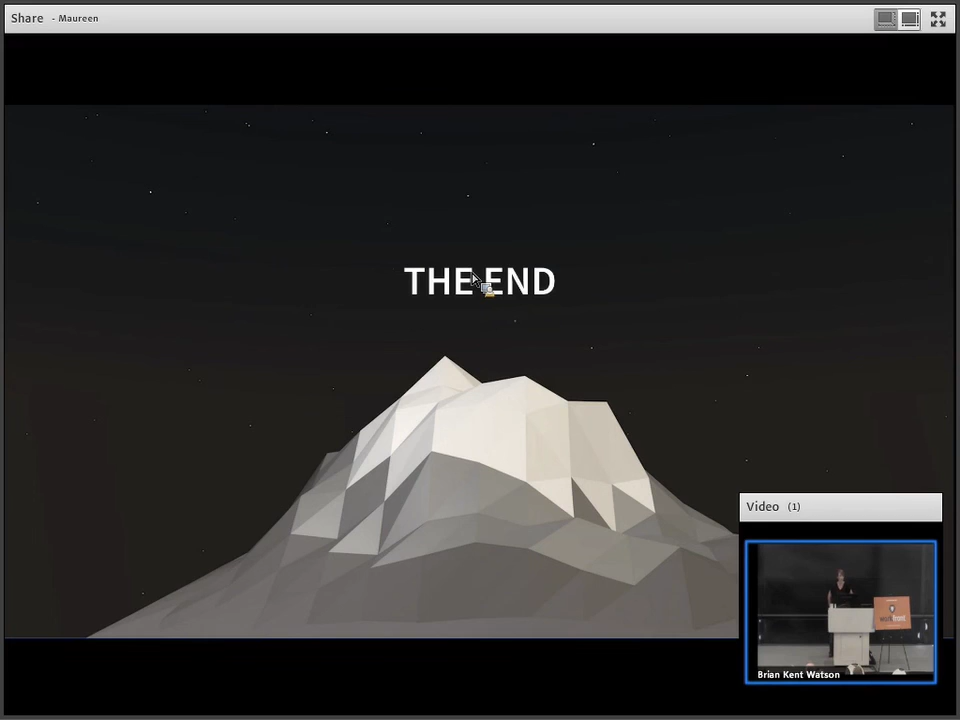 Share - Maureen
THE END
Video (1)
Brian Kent Watson